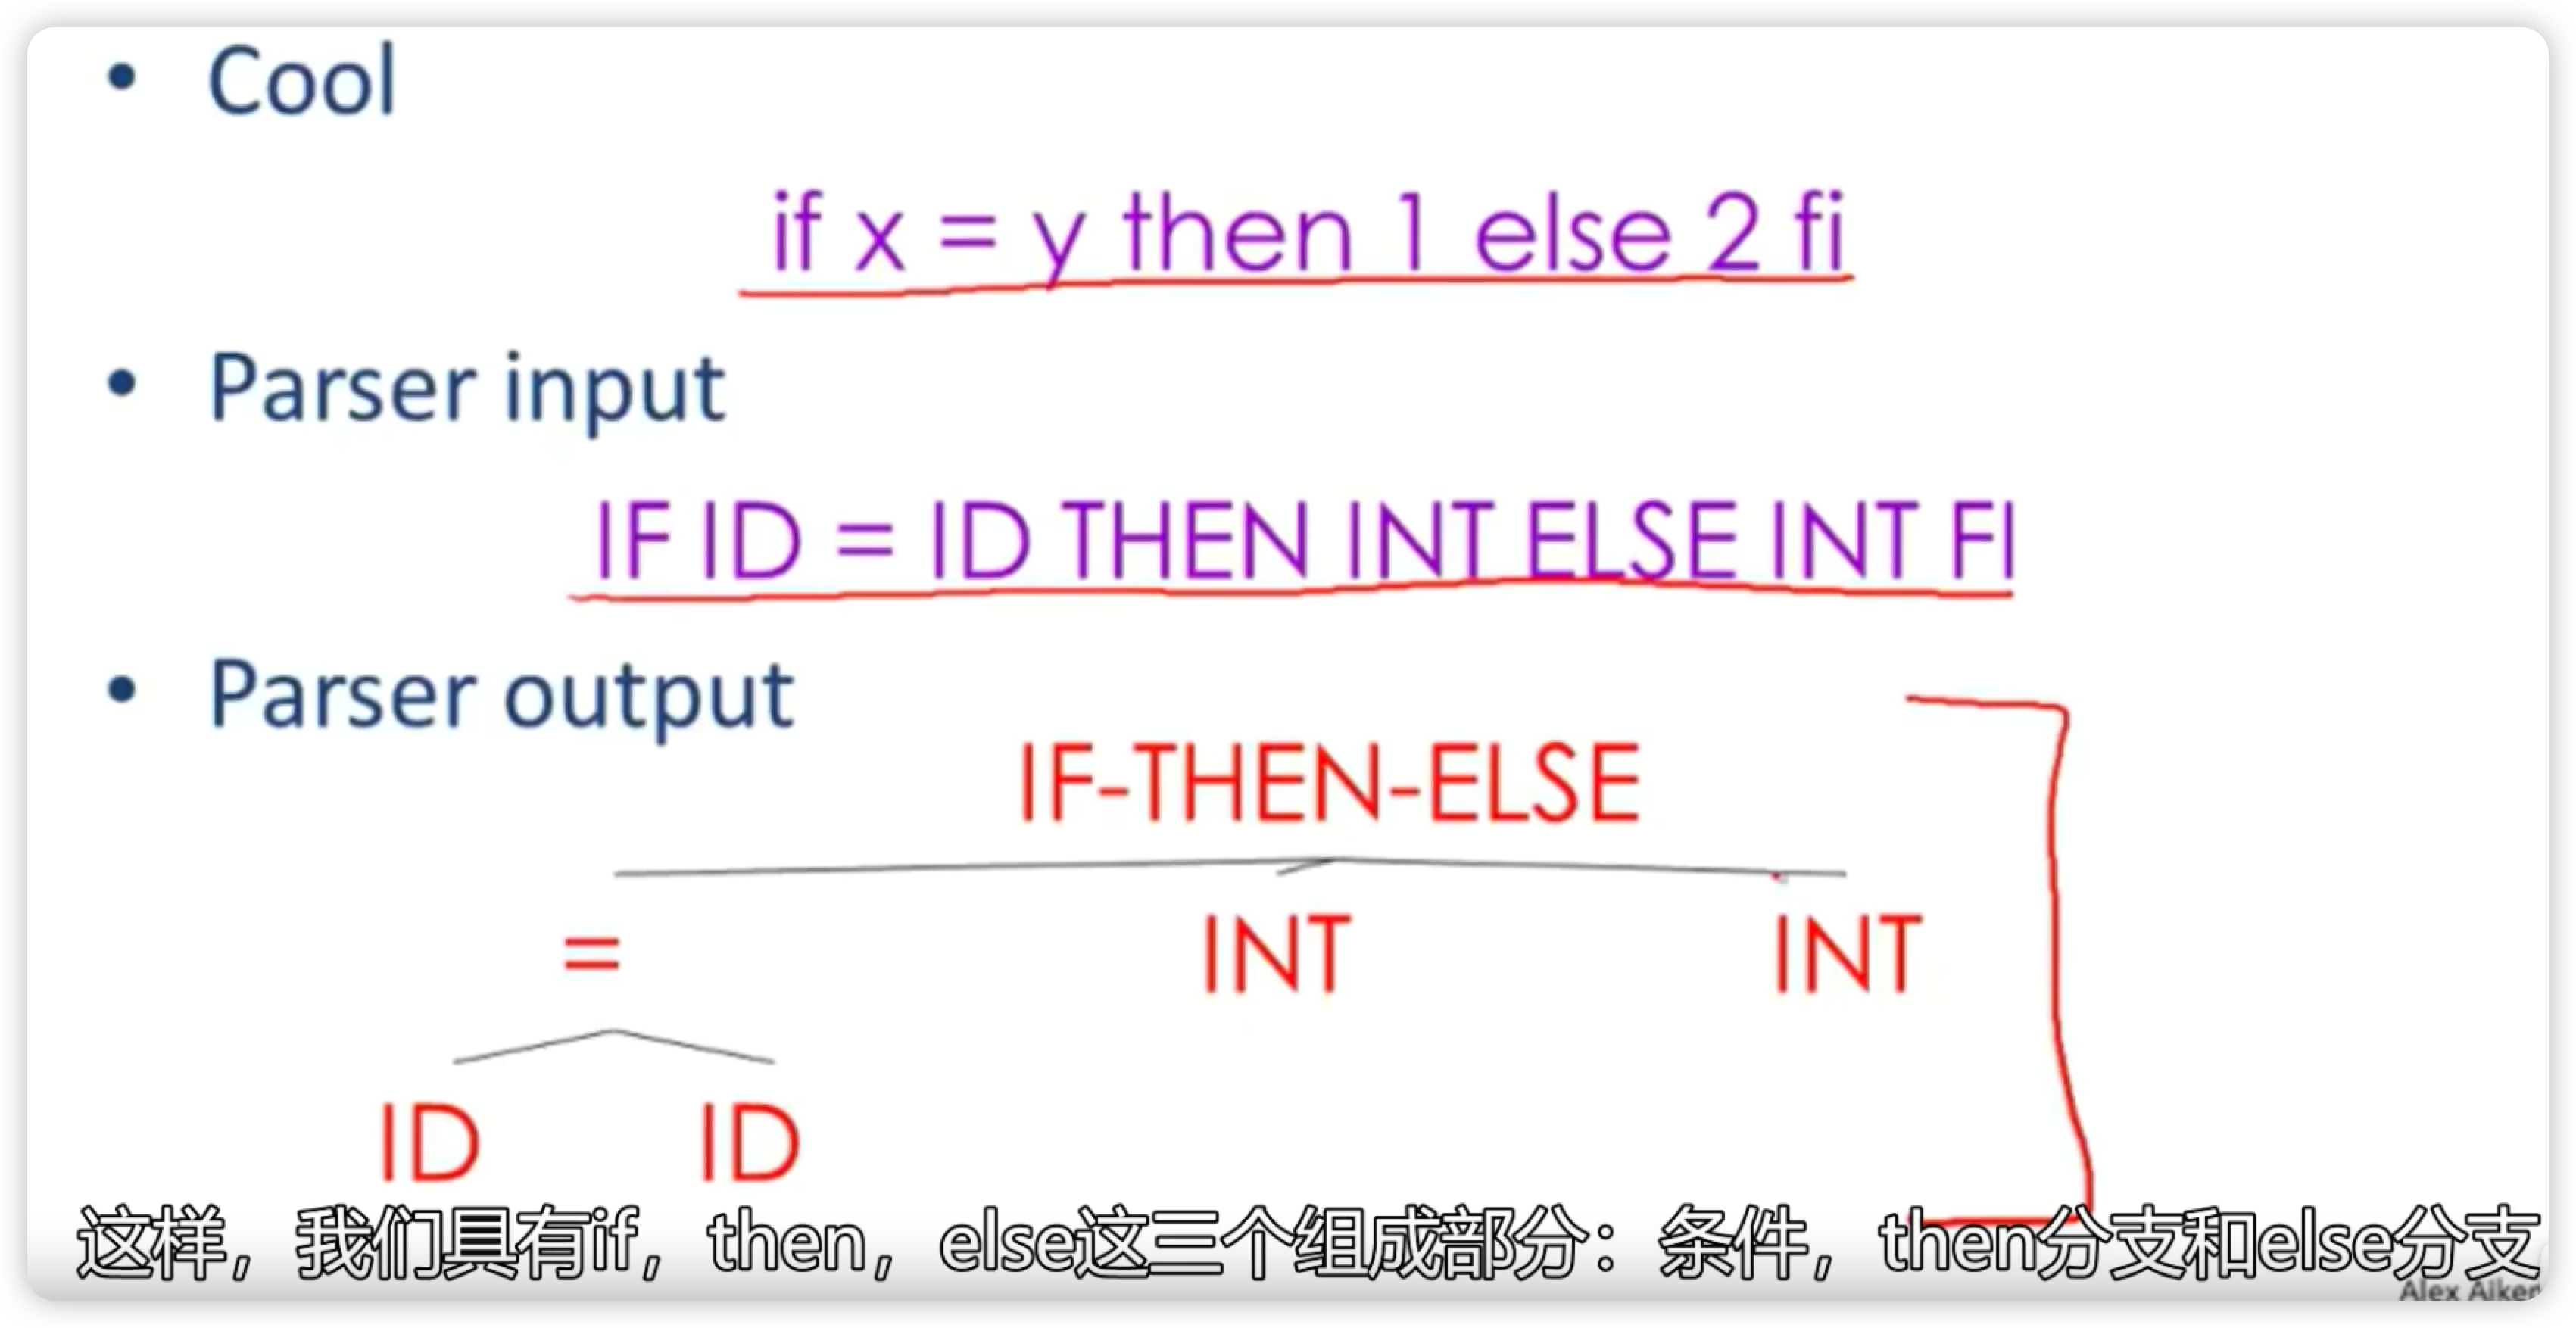 • Cool
if x = y then 1 else 2 fi
• Parser input
IF ID = ID THEN INT ELSE INT FI
• Parser output
IF-THEN-ELSE
= INT INT
ID ID
这样，我们具有if，then，else这三个组成部分：条件，then分支和else分支
Alex Aiken